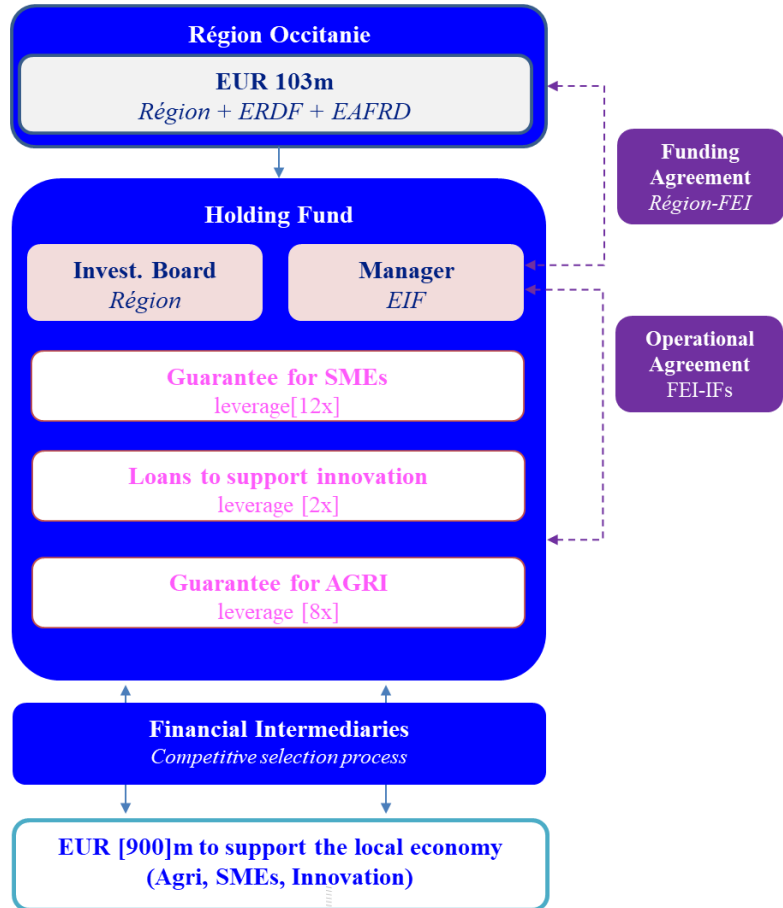 Région Occitanie
EUR 103m
Région + ERDF + EAFRD
Funding
Agreement
Région-FEI
Holding Fund
Invest. Board
Région
Manager
EIF
Operational
Agreement
FEI-IFs
Guarantee for SMEs
leverage[12x]
Loans to support innovation
leverage [2x]
Guarantee for AGRI
leverage [8x]
Financial Intermediaries
Competitive selection process
EUR [900]m to support the local economy
(Agri, SMEs, Innovation)